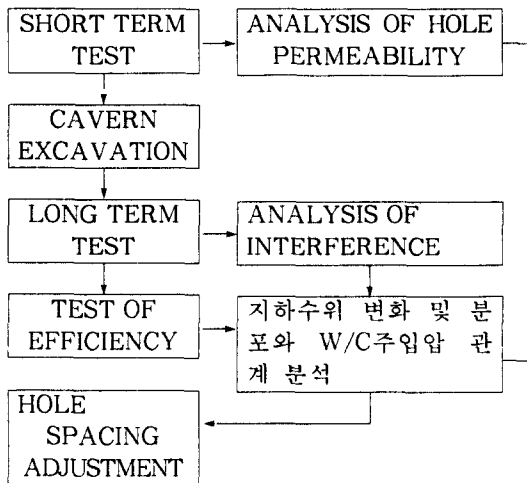 SHORT TERM
TEST
ANALYSIS OF HOLE
PERMEABILITY
CAVERN
EXCAVATION
LONG TERM
TEST
ANALYSIS OF
INTERFERENCE
TEST OF
EFFICIENCY
지하수위 변화 및 분
포와 W/C주입압 관
계 분석
HOLE
SPACING
ADJUSTMENT